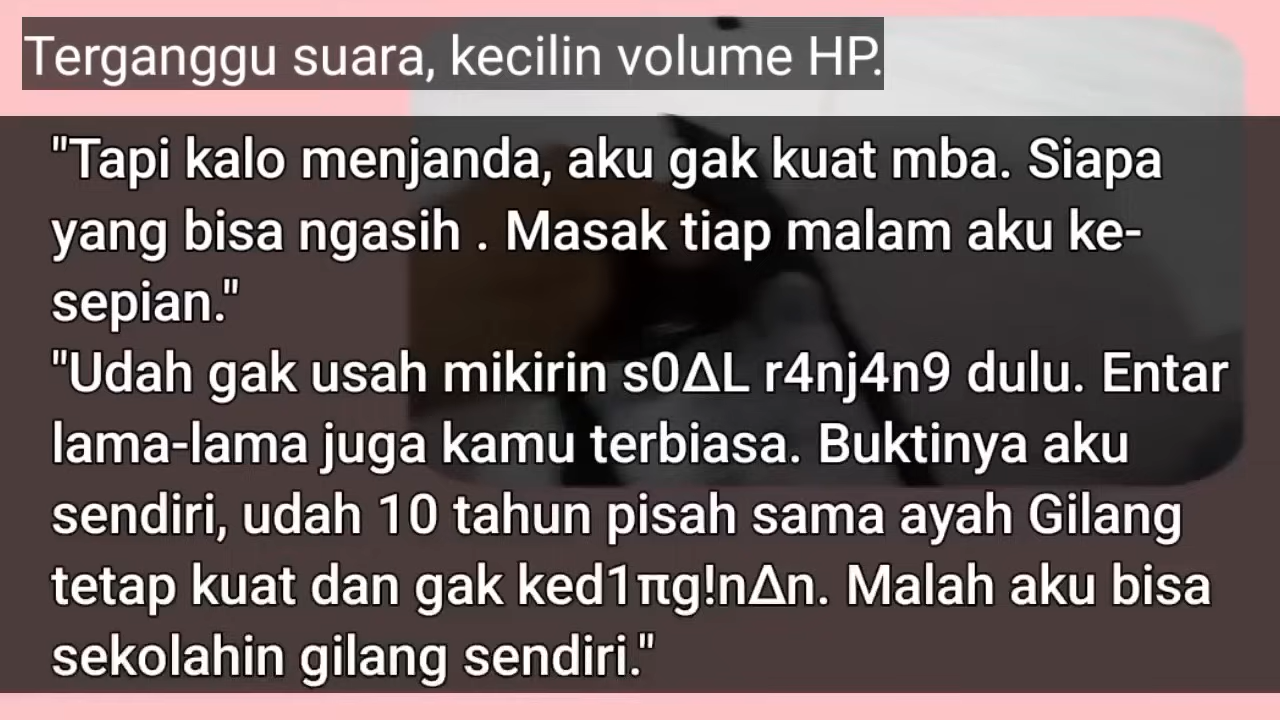 Terganggu suara, kecilin volume HP.
"Tapi kalo menjanda, aku gak kuat mba. Siapa
yang bisa ngasih . Masak tiap malam aku ke-
sepian."
"Udah gak usah mikirin s0∆L r4nj4n9 dulu. Entar
lama-lama juga kamu terbiasa. Buktinya aku
sendiri, udah 10 tahun pisah sama ayah Gilang
tetap kuat dan gak ked1πg!n∆n. Malah aku bisa
sekolahin gilang sendiri."